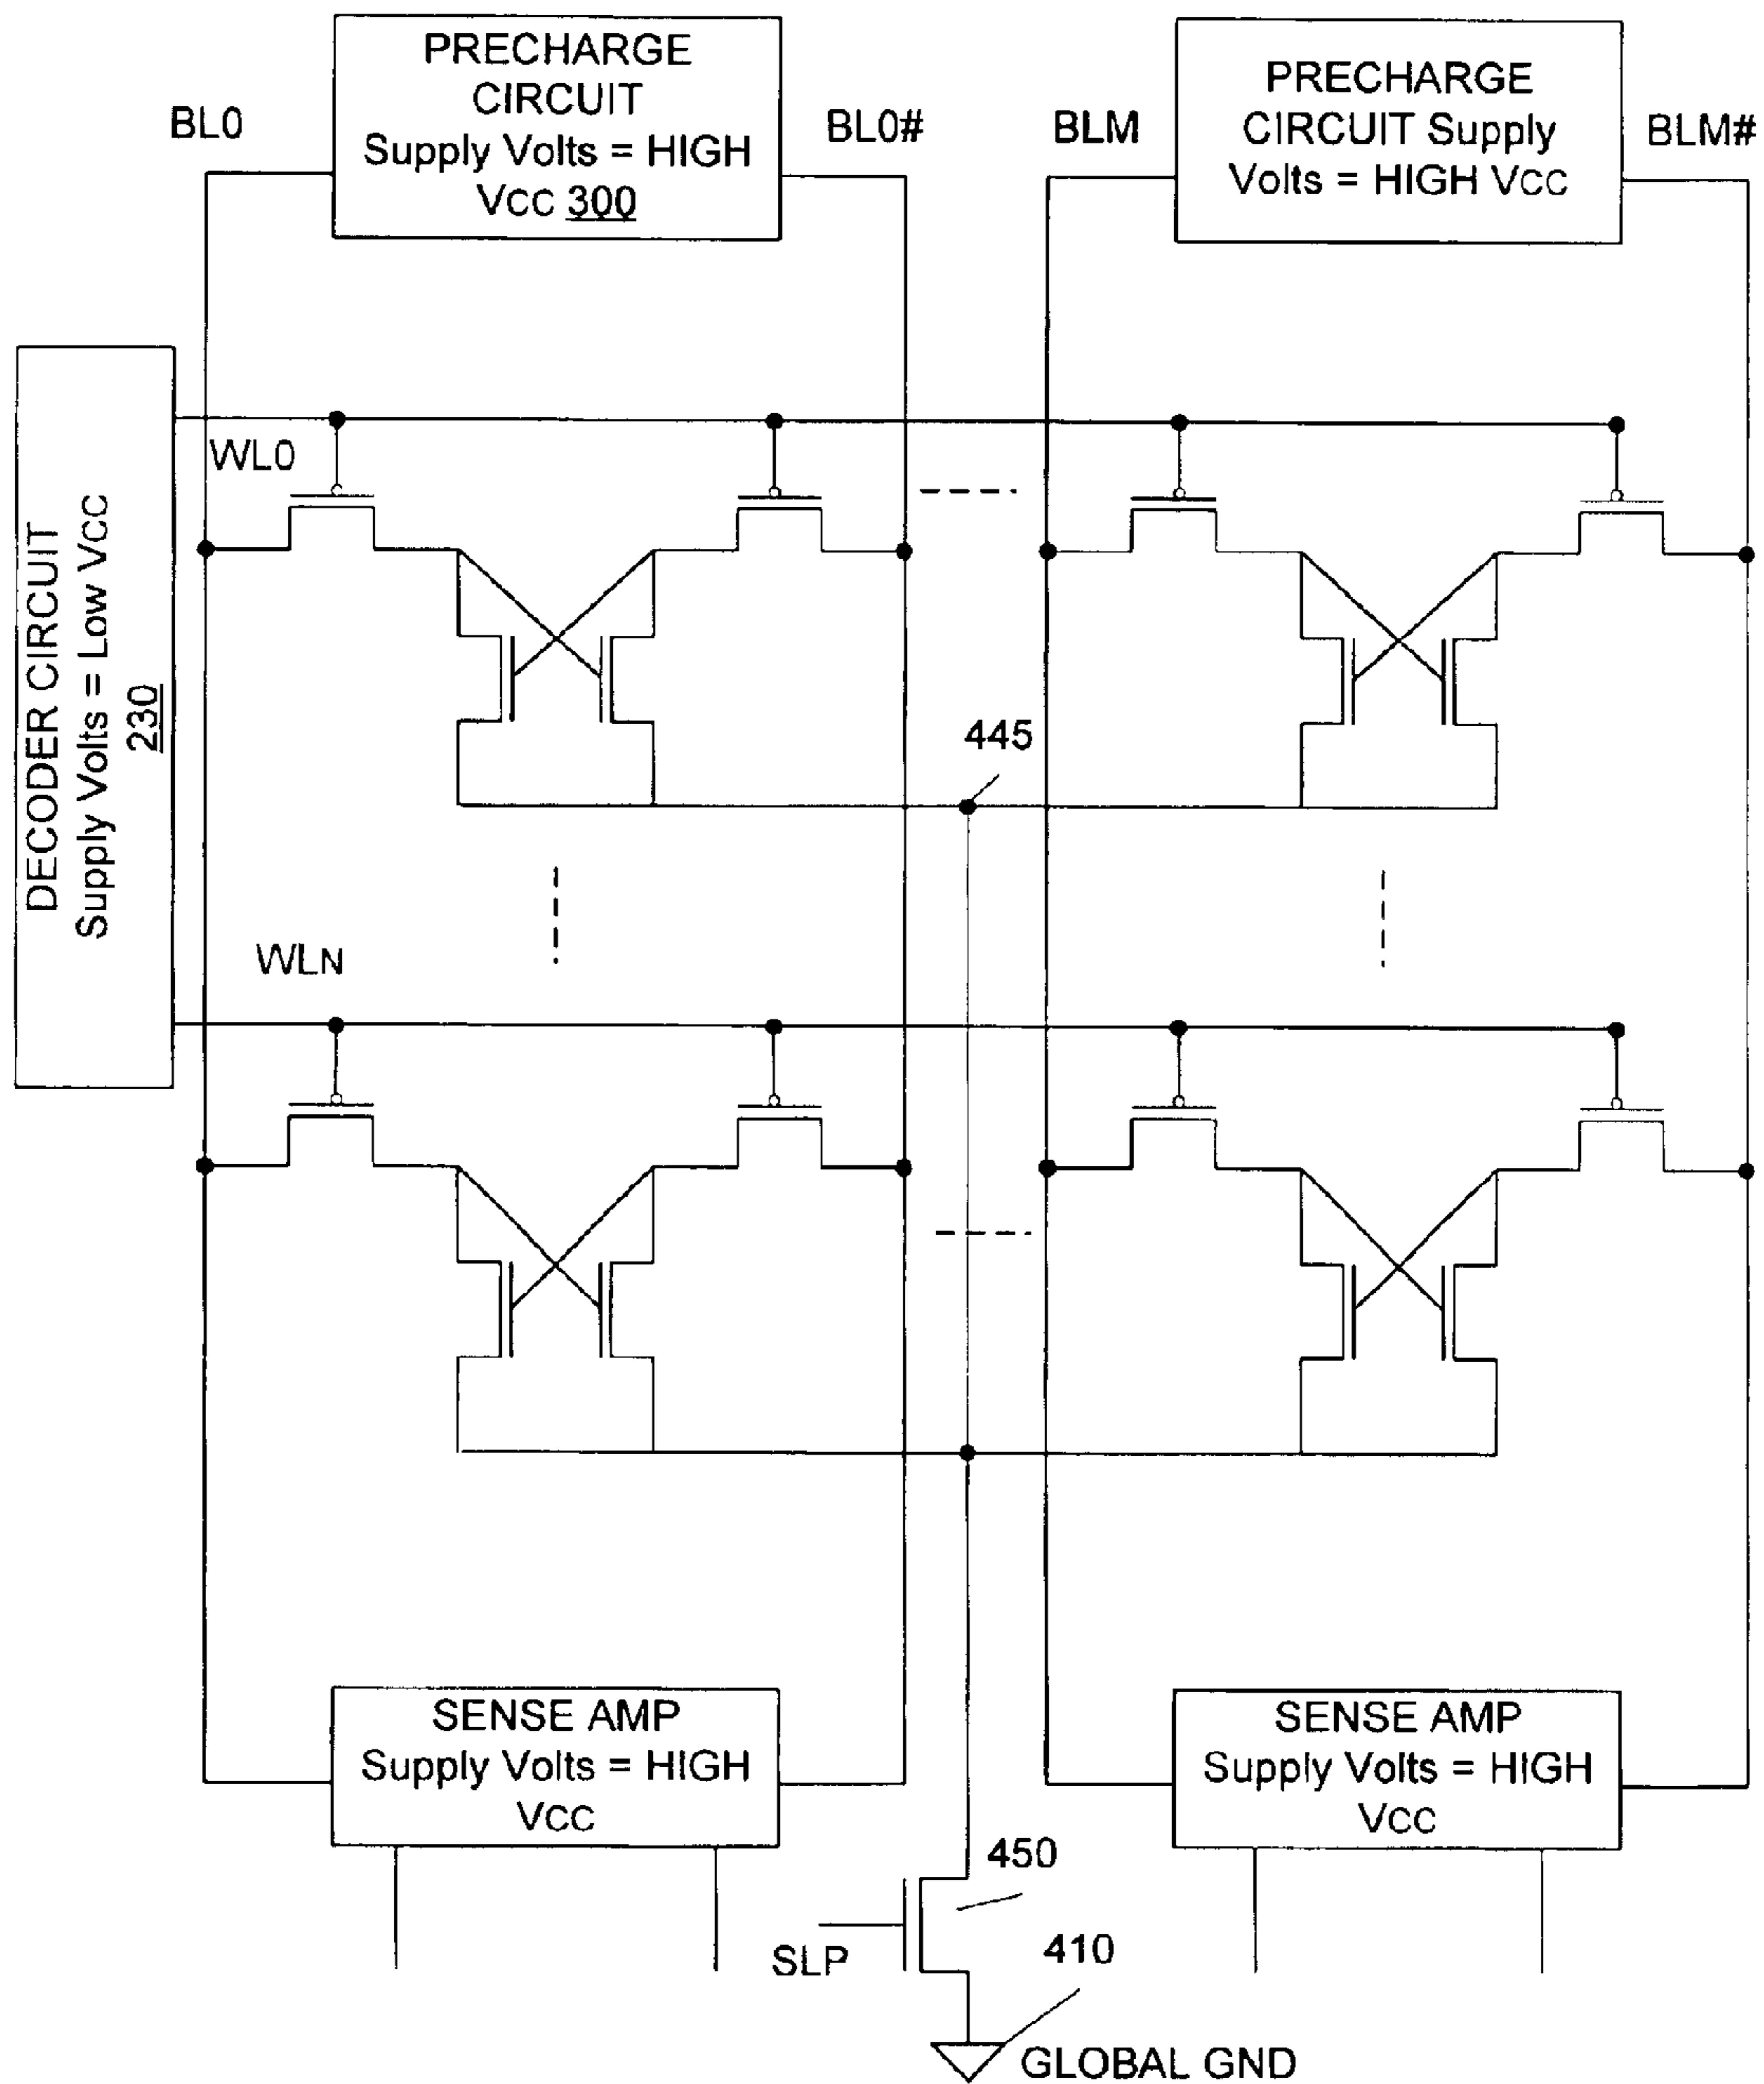 PRECHARGE
CIRCUIT
Supply Volts = HIGH
VCC 300
PRECHARGE
CIRCUIT Supply
Volts = HIGH VCC
BL0
BL0#
BLM
BLM#
DECODER CIRCUIT
Supply Volts = Low VCC
230
WL0
445
WLN
SENSE AMP
Supply Volts = HIGH
VCC
SENSE AMP
Supply Volts = HIGH
VCC
450
SLP
410
GLOBAL GND